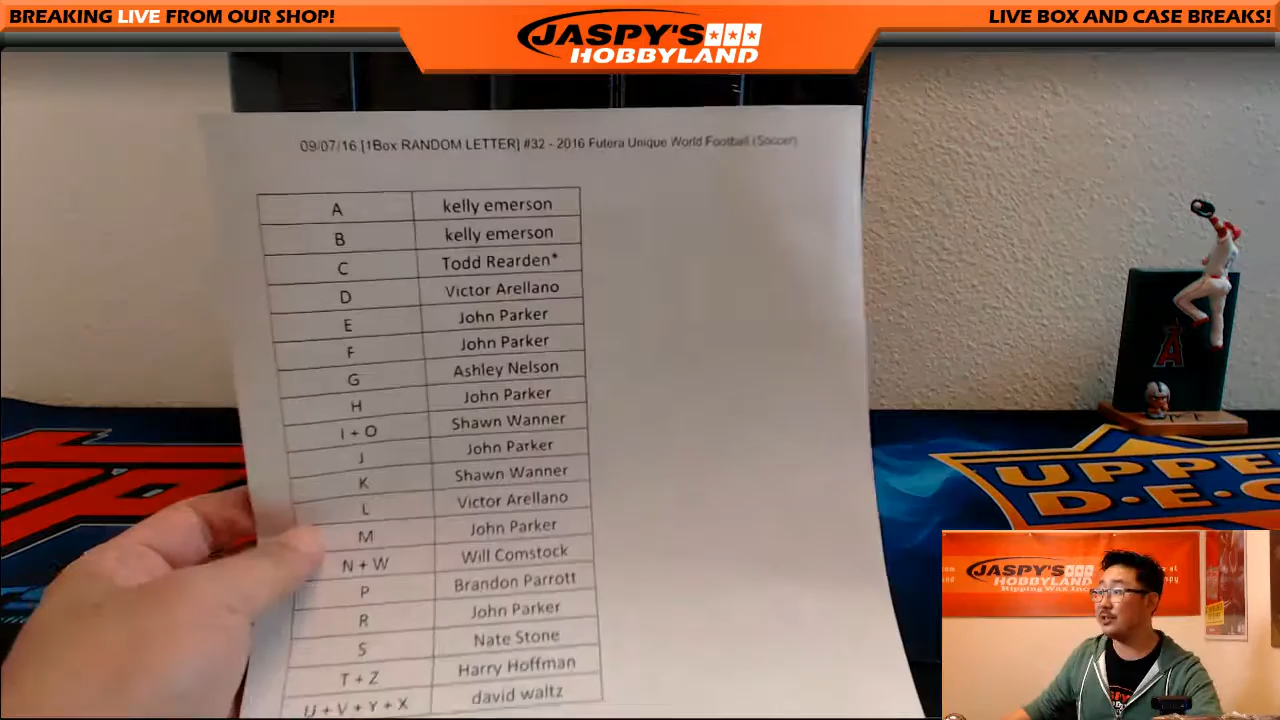 BREAKING LIVE FROM OUR SHOP!
JASPY'S
HOBBYLAND
LIVE BOX AND CASE BREAKS!
09/07/16 [1Box RANDOM LETTER] #32 - 2016 Futera Unique World Football (Soccer)
A kelly emerson
B kelly emerson
C Todd Rearden*
D Victor Arellano
E John Parker
F John Parker
G Ashley Nelson
H John Parker
I + O Shawn Wanner
J John Parker
K Shawn Wanner
L Victor Arellano
M John Parker
N + W Will Comstock
P Brandon Parrott
R John Parker
S Nate Stone
T + Z Harry Hoffman
U + V + Y + X david waltz
A
UPPE
D.E.C
JASPY'S
HOBBYLAND
Ripping Wax Inc